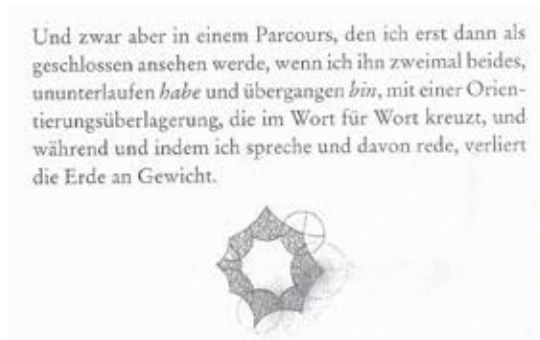 Und zwar aber in einem Parcours, den ich erst dann als
geschlossen ansehen werde, wenn ich ihn zweimal beides,
ununterlaufen habe und übergangen bin, mit einer Orien-
tierungsüberlagerung, die im Wort für Wort kreuzt, und
während und indem ich spreche und davon rede, verliert
die Erde an Gewicht.